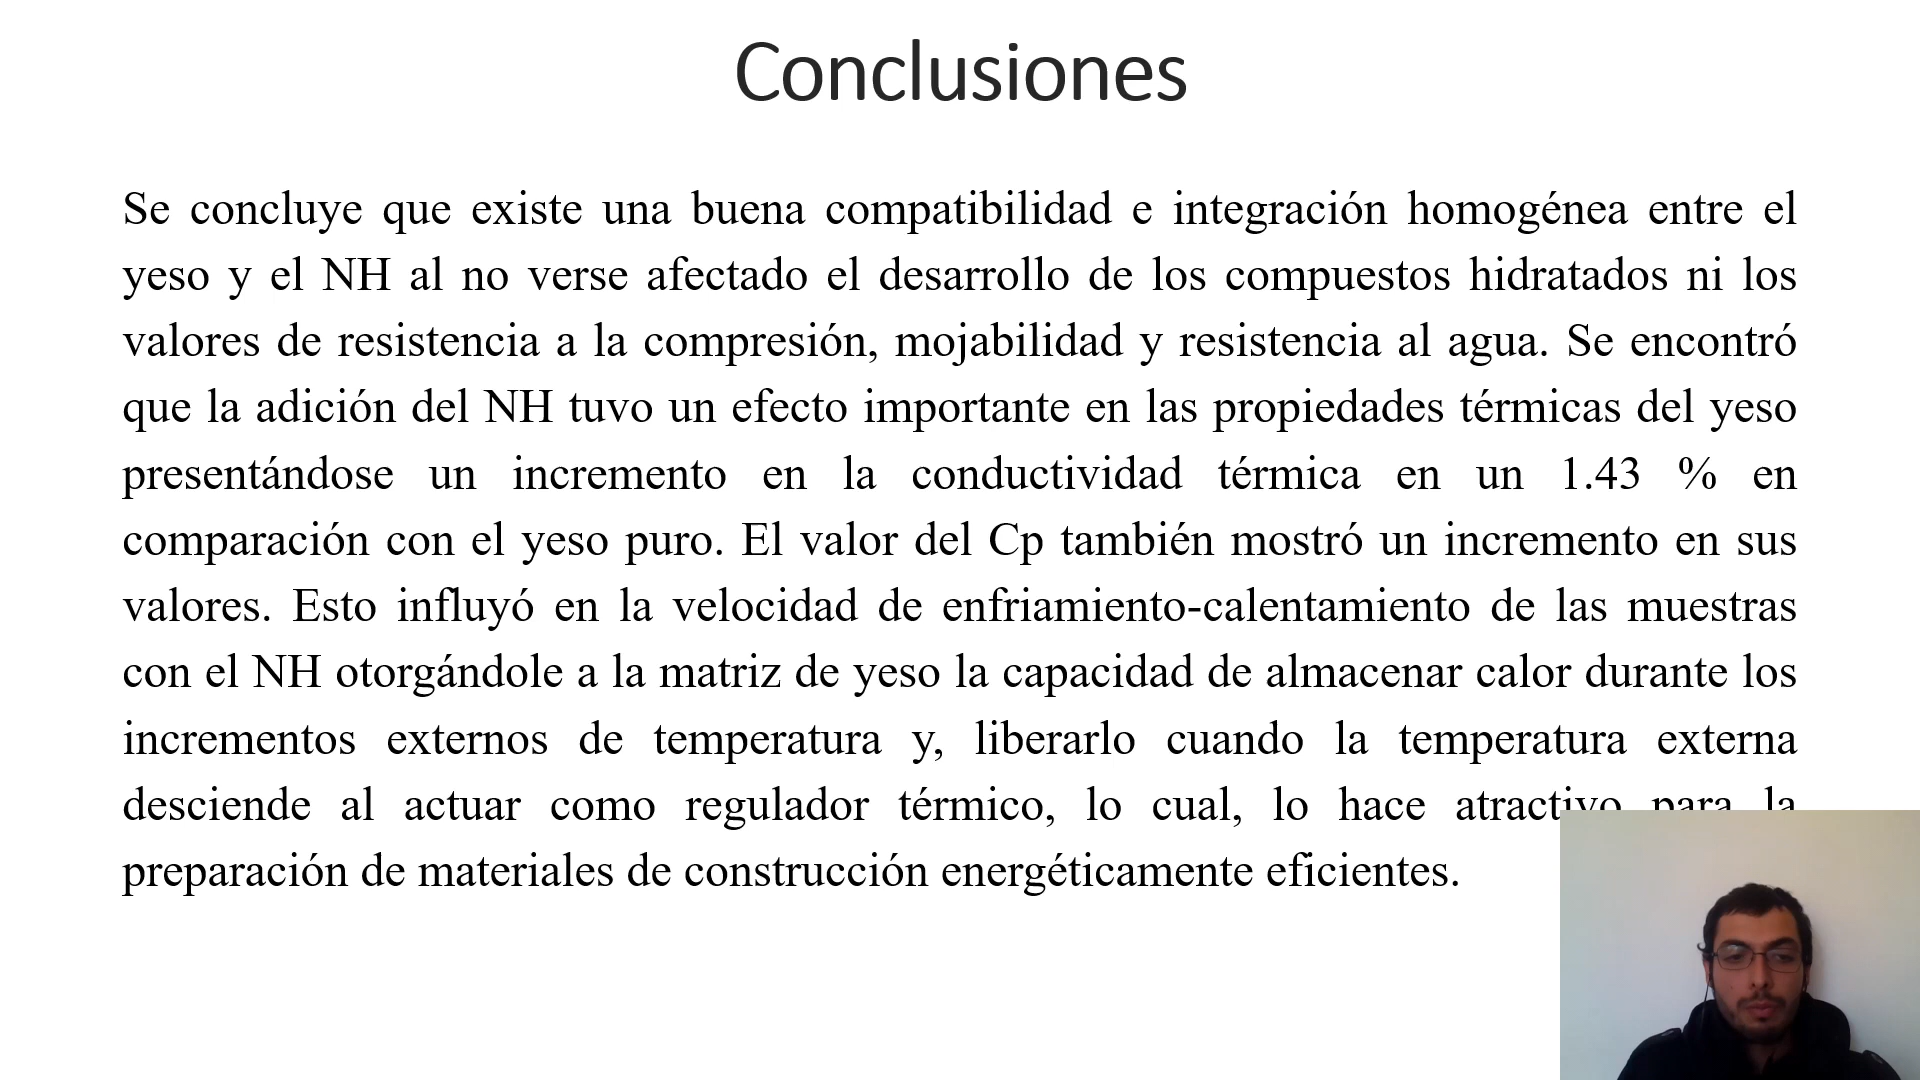 Conclusiones
Se concluye que existe una buena compatibilidad e integración homogénea entre el
yeso y el NH al no verse afectado el desarrollo de los compuestos hidratados ni los
valores de resistencia a la compresión, mojabilidad y resistencia al agua. Se encontró
que la adición del NH tuvo un efecto importante en las propiedades térmicas del yeso
presentándose un incremento en la conductividad térmica en un 1.43 % en
comparación con el yeso puro. El valor del Cp también mostró un incremento en sus
valores. Esto influyó en la velocidad de enfriamiento-calentamiento de las muestras
con el NH otorgándole a la matriz de yeso la capacidad de almacenar calor durante los
incrementos externos de temperatura y, liberarlo cuando la temperatura externa
desciende al actuar como regulador térmico, lo cual, lo hace atractivo para la
preparación de materiales de construcción energéticamente eficientes.